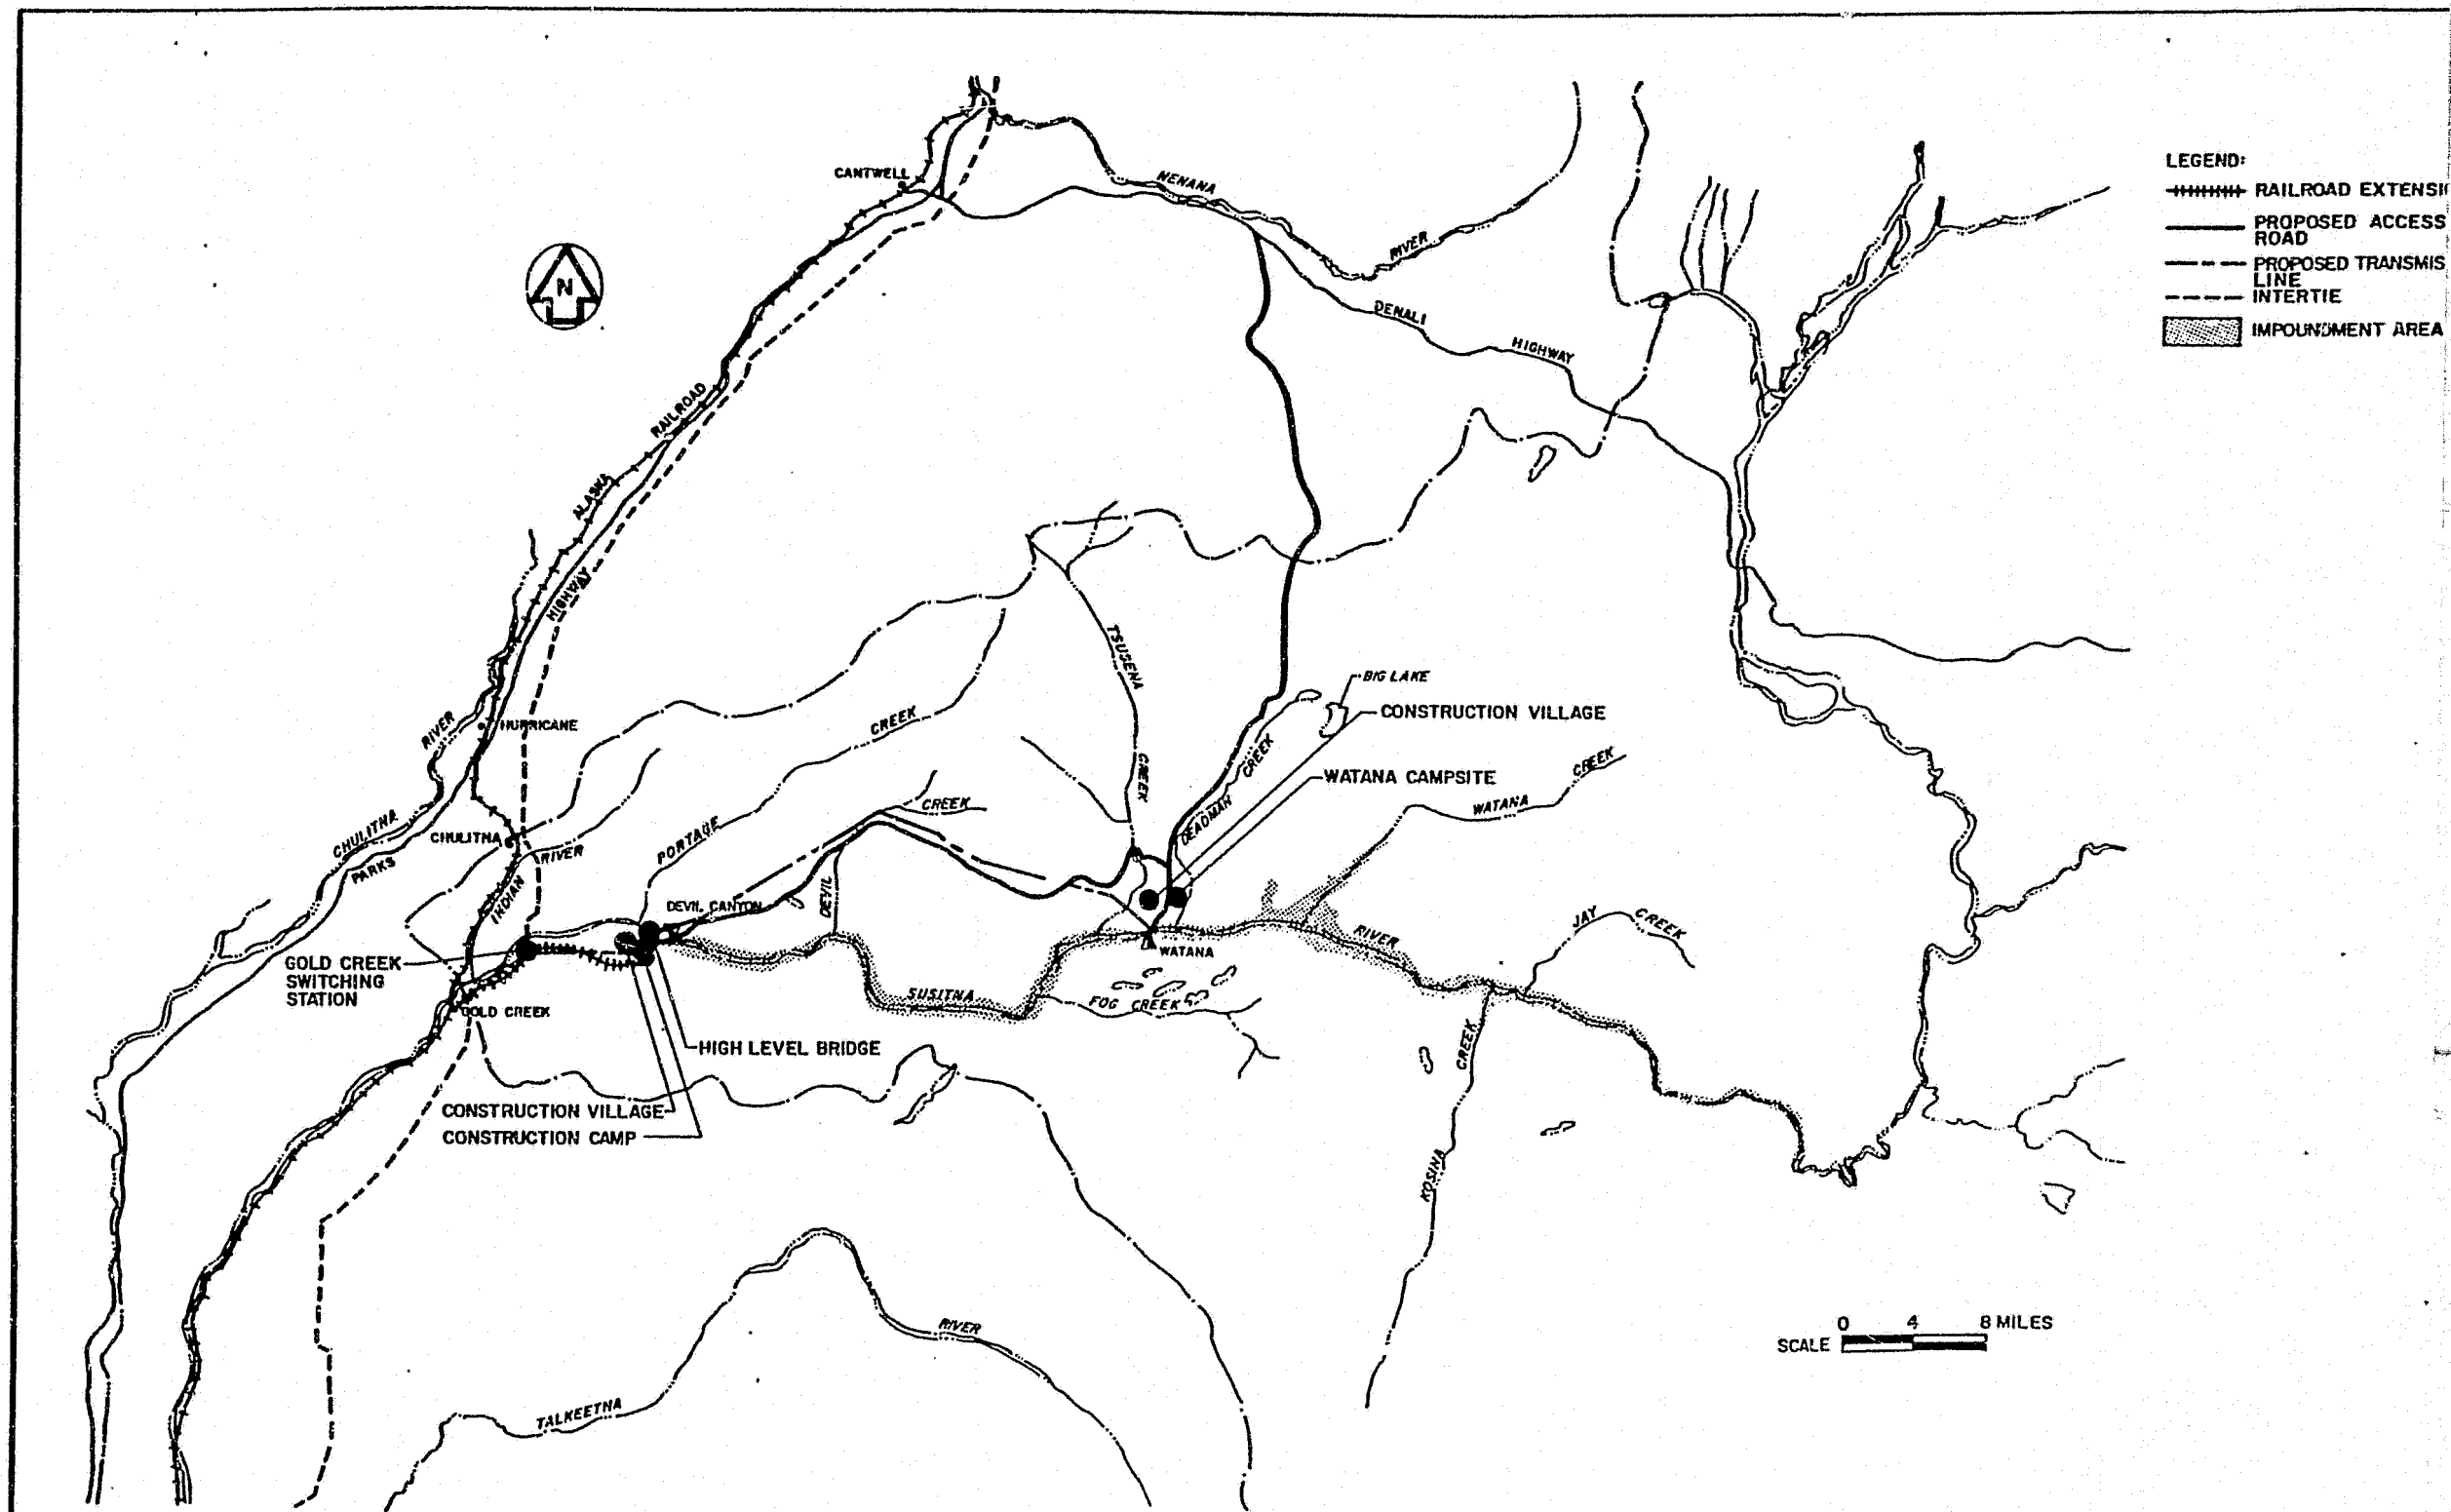 LEGEND:
RAILROAD EXTENSI
PROPOSED ACCESS
ROAD
PROPOSED TRANSMIS
LINE
INTERTIE
IMPOUNDMENT AREA
CANTWELL
NENANA
RIVER
N
DENALI
HIGHWAY
RAILROAD
ALASKA
HIGHWAY
TSUSENA
CREEK
BIG LAKE
CONSTRUCTION VILLAGE
RIVER
HURRICANE
CREEK
CREEK
WATANA CAMPSITE
CREEK
WATANA
DEADMAN
CREEK
CHULITNA
PARKS
CHULITNA
RIVER
INDIAN
PORTAGE
DEVIL
DEVIL CANYON
JAY
CREEK
RIVER
WATANA
GOLD CREEK
SWITCHING
STATION
SUSITNA
FOG CREEK
GOLD CREEK
CREEK
KOSINA
HIGH LEVEL BRIDGE
CONSTRUCTION VILLAGE
CONSTRUCTION CAMP
RIVER
TALKEETNA
0 4 8 MILES
SCALE